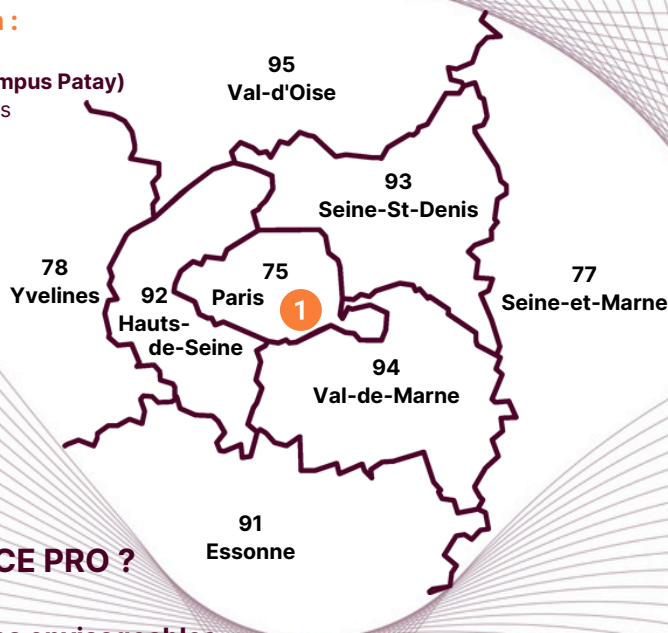 :
mpus Patay)
s
95
Val-d'Oise
93
Seine-St-Denis
78
Yvelines
92
Hauts-
de-Seine
75
Paris
1
77
Seine-et-Marne
94
Val-de-Marne
91
Essonne
CE PRO ?